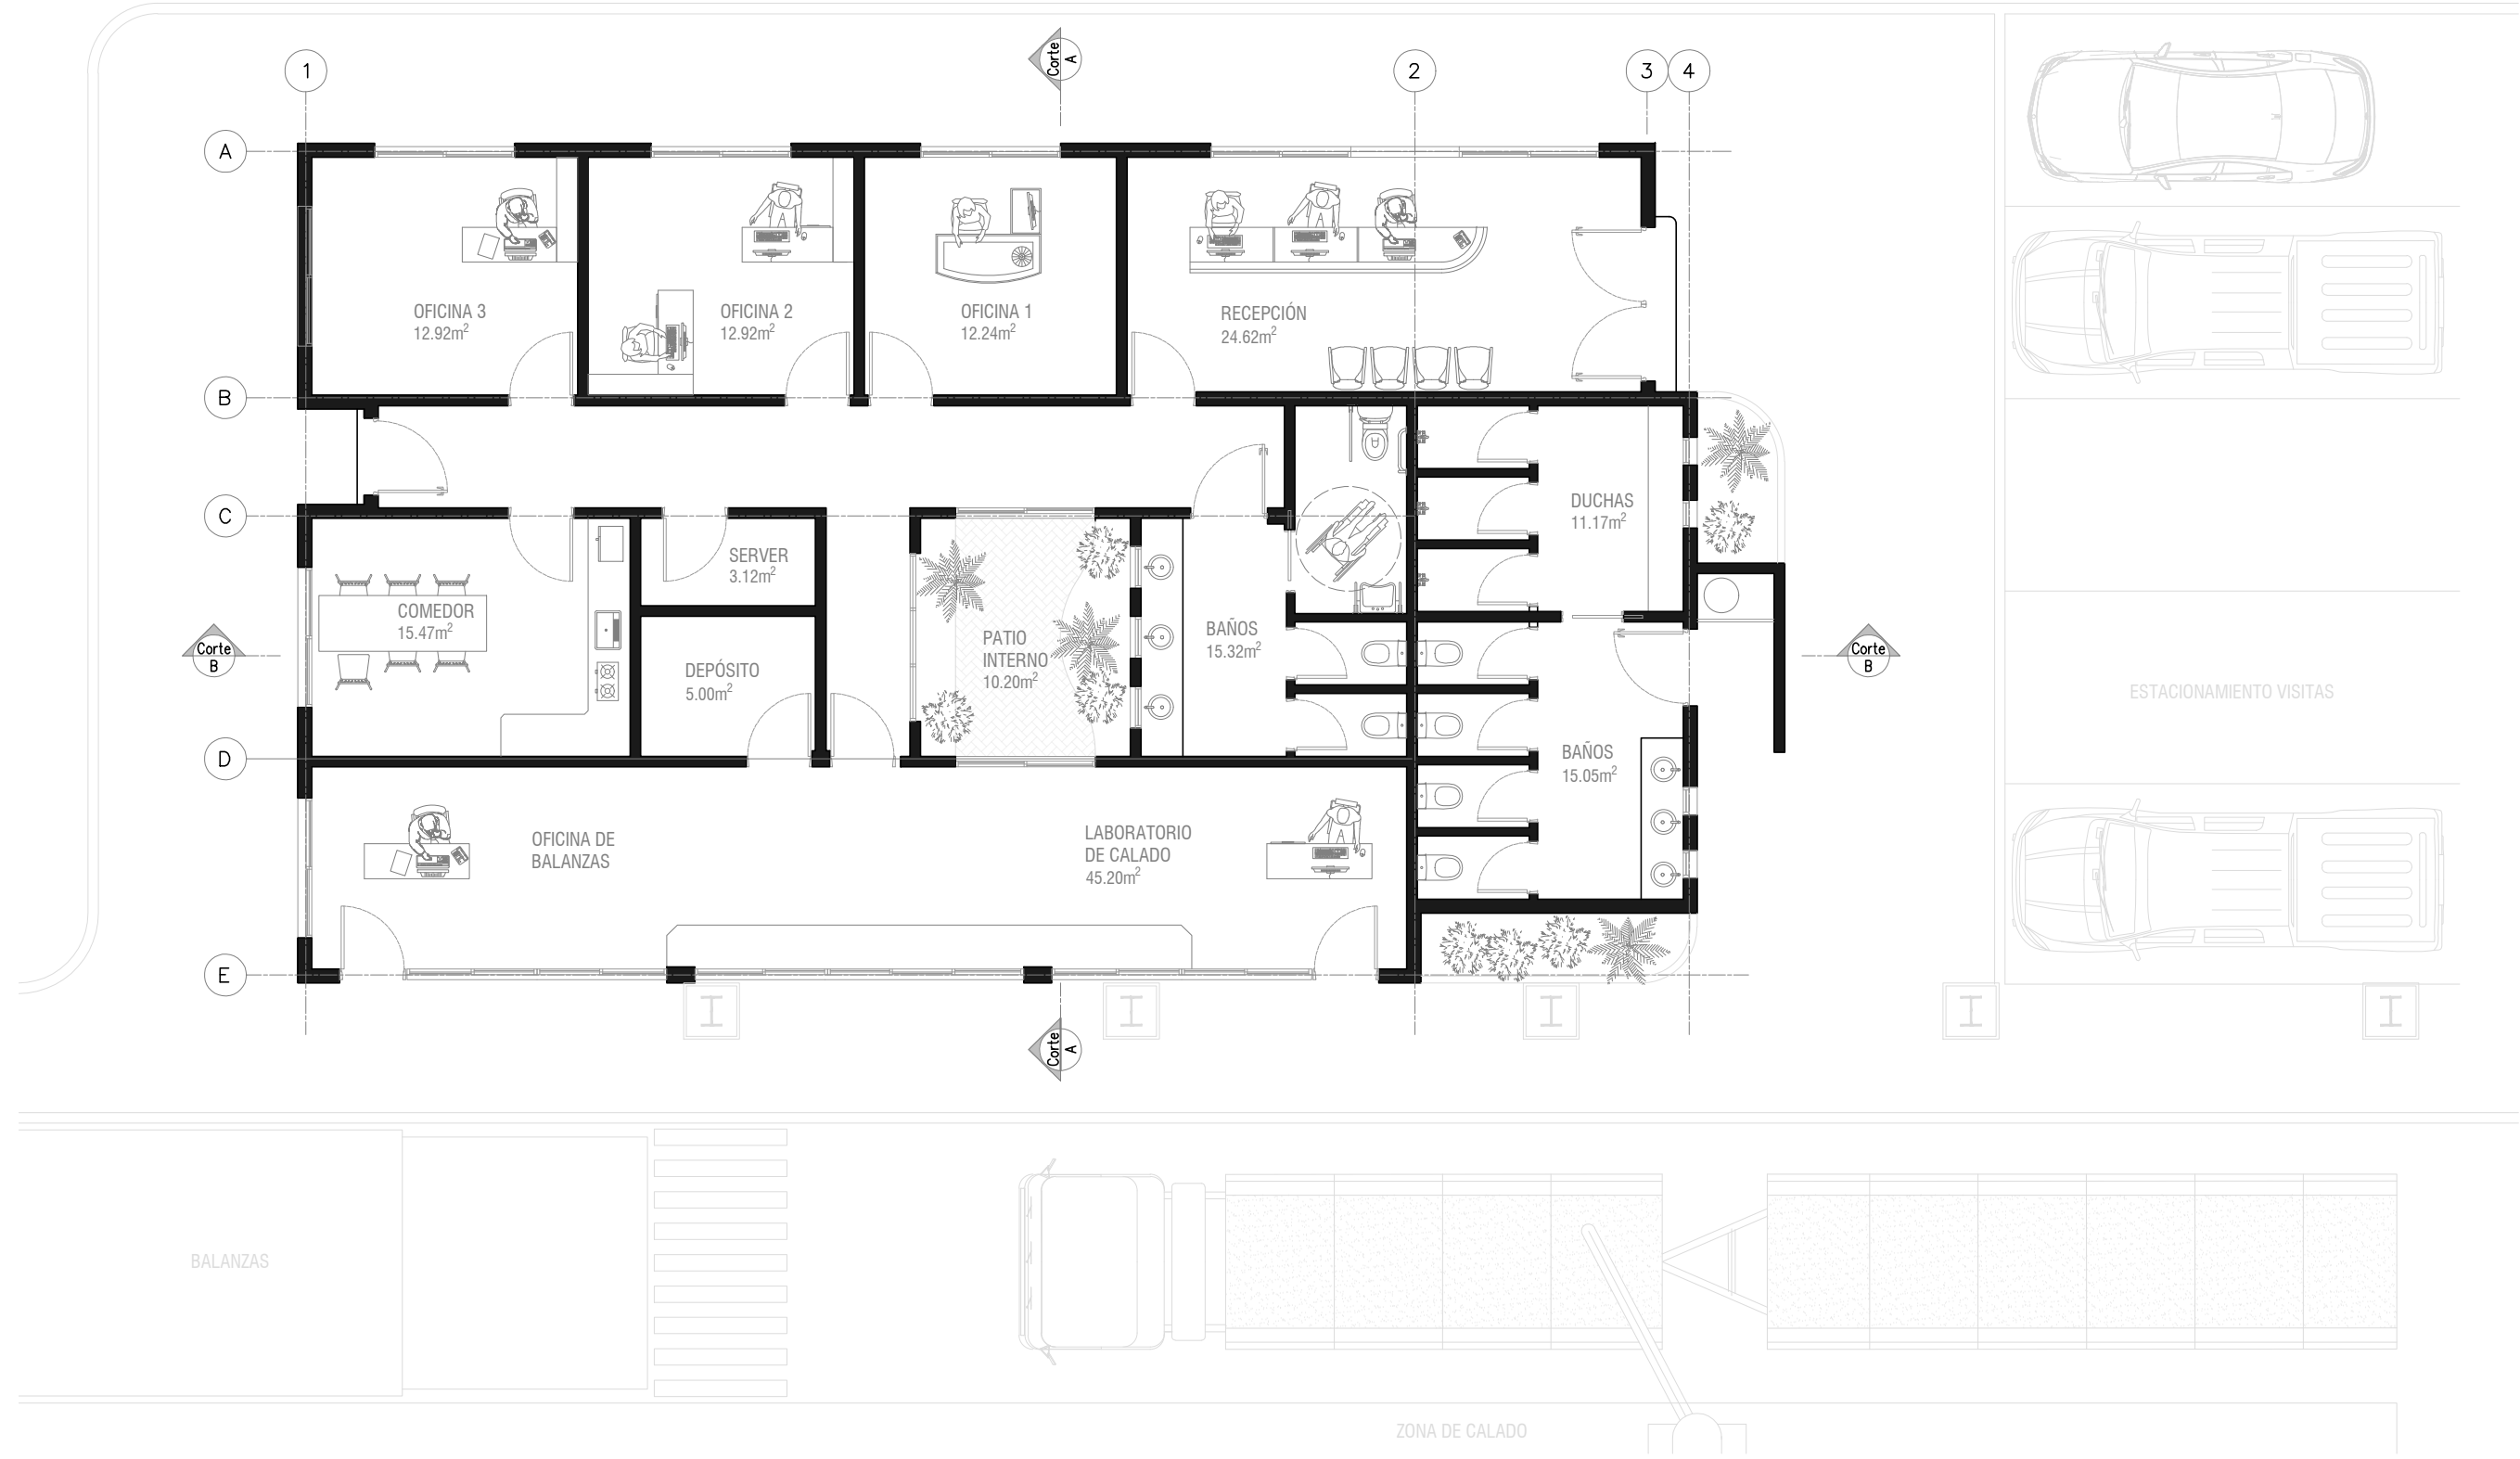 Corte
A
1
2
3
4
A
OFICINA 3
12.92m²
OFICINA 2
12.92m²
OFICINA 1
12.24m²
RECEPCIÓN
24.62m²
B
C
DUCHAS
11.17m²
SERVER
3.12m²
COMEDOR
15.47m²
PATIO
INTERNO
10.20m²
BAÑOS
15.32m²
Corte
B
Corte
B
DEPÓSITO
5.00m²
ESTACIONAMIENTO VISITAS
D
BAÑOS
15.05m²
OFICINA DE
BALANZAS
LABORATORIO
DE CALADO
45.20m²
E
Corte
A
BALANZAS
ZONA DE CALADO